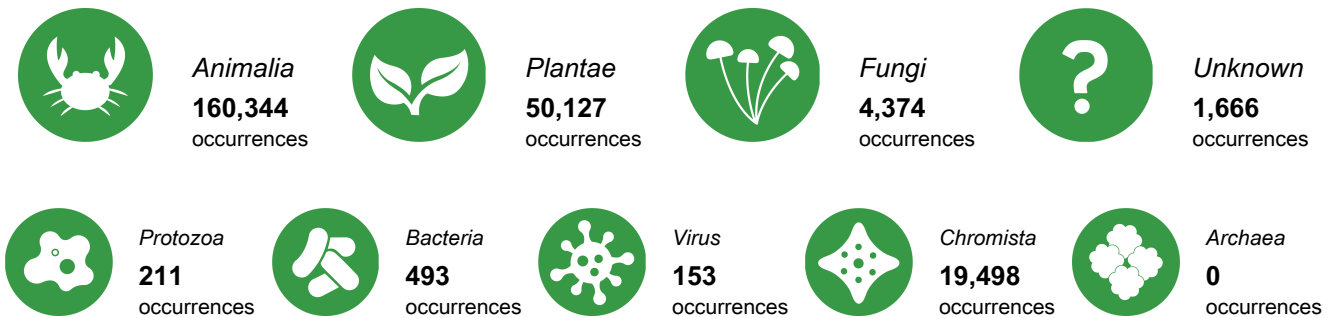 Animalia
160,344
occurrences
Plantae
50,127
occurrences
Fungi
4,374
occurrences
?
Unknown
1,666
occurrences
Protozoa
211
occurrences
Bacteria
493
occurrences
Virus
153
occurrences
Chromista
19,498
occurrences
Archaea
0
occurrences